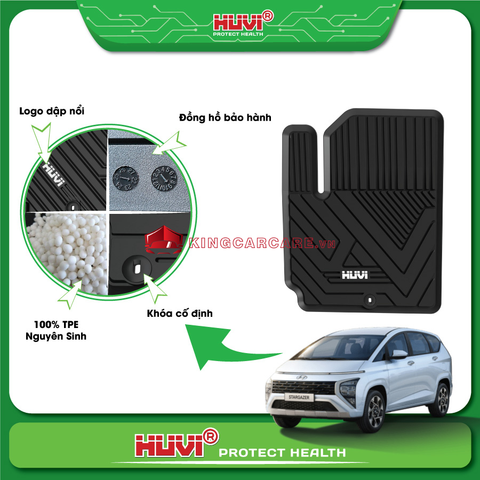 HUVI®
PROTECT HEALTH
Logo dập nổi
Đồng hồ bảo hành
HUVI
KINGCARCARE.vn
HUVI
100% TPE
Nguyên Sinh
Khóa cố định
STARGAZER
HUVI® PROTECT HEALTH